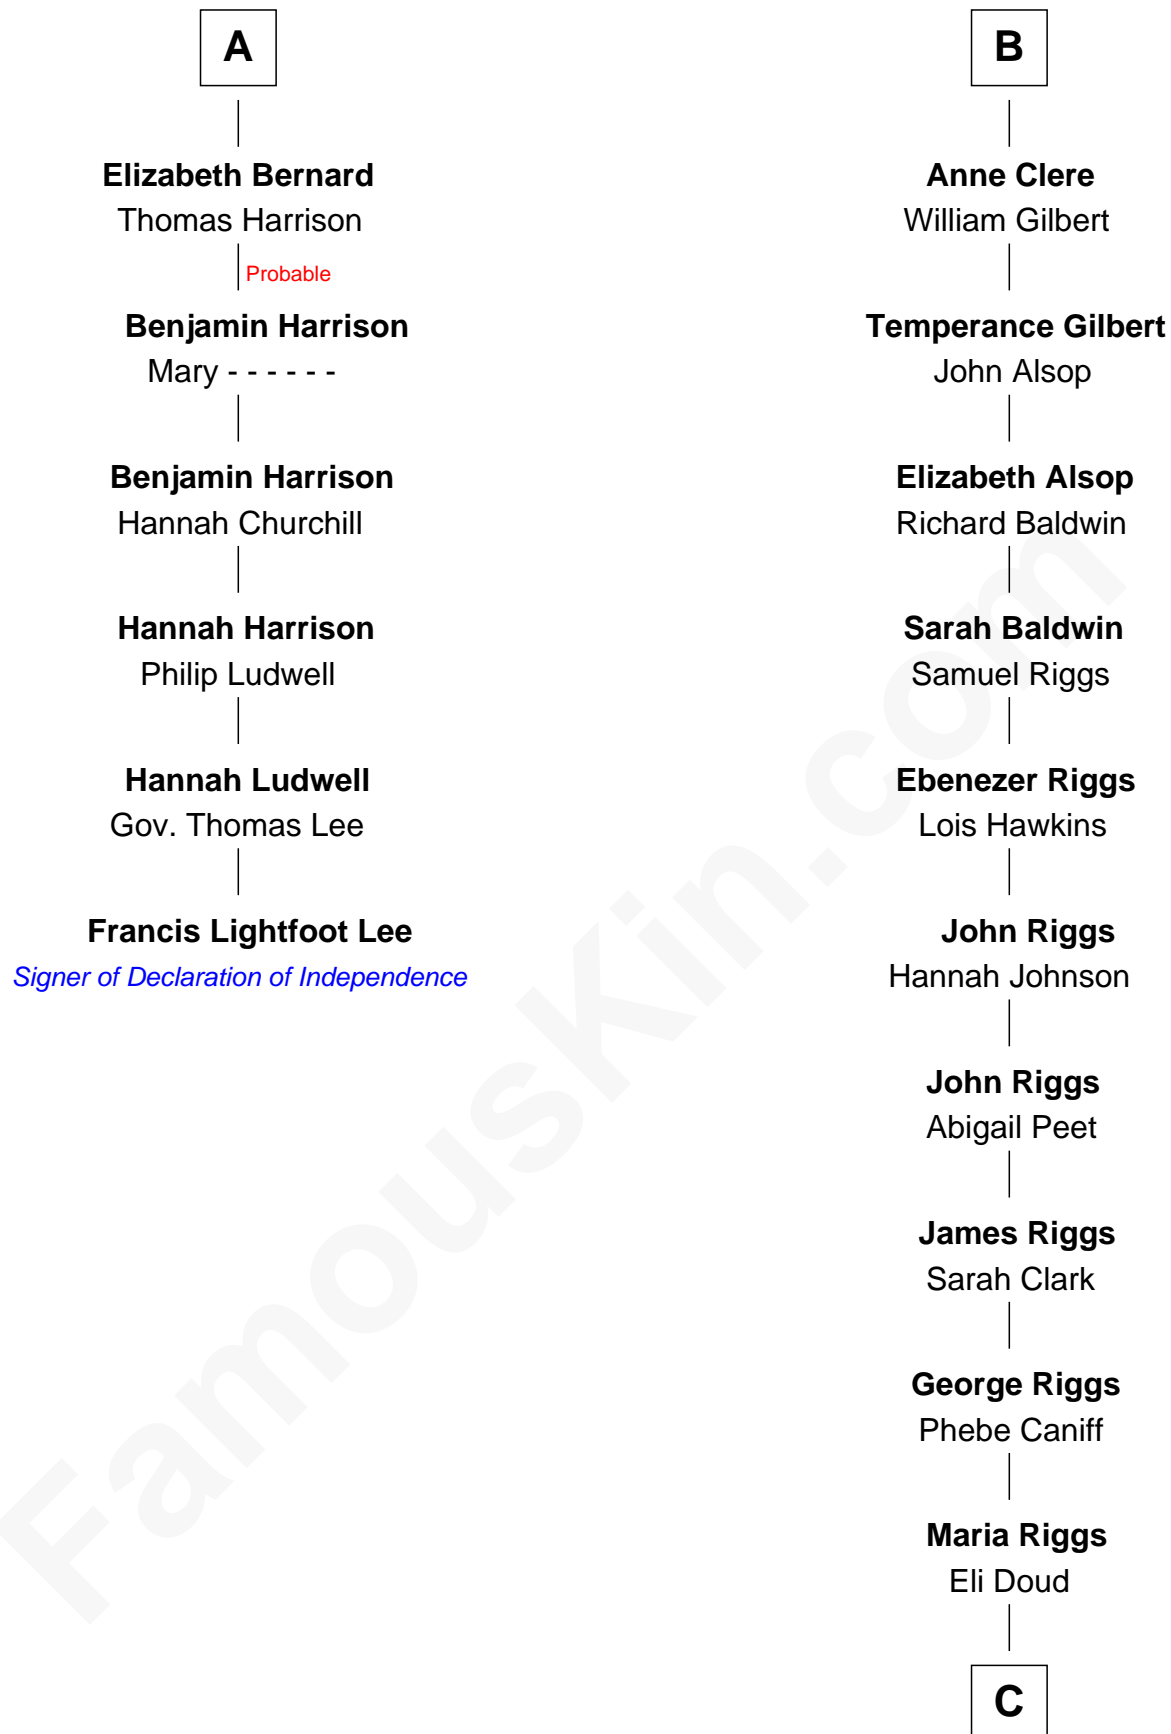 A
Elizabeth Bernard
Thomas Harrison
Probable
Benjamin Harrison
Mary - - - - - -
Benjamin Harrison
Hannah Churchill
Hannah Harrison
Philip Ludwell
Hannah Ludwell
Gov. Thomas Lee
Francis Lightfoot Lee
Signer of Declaration of Independence
B
Anne Clere
William Gilbert
Temperance Gilbert
John Alsop
Elizabeth Alsop
Richard Baldwin
Sarah Baldwin
Samuel Riggs
Ebenezer Riggs
Lois Hawkins
John Riggs
Hannah Johnson
John Riggs
Abigail Peet
James Riggs
Sarah Clark
George Riggs
Phebe Caniff
Maria Riggs
Eli Doud
C
FamousKin.com